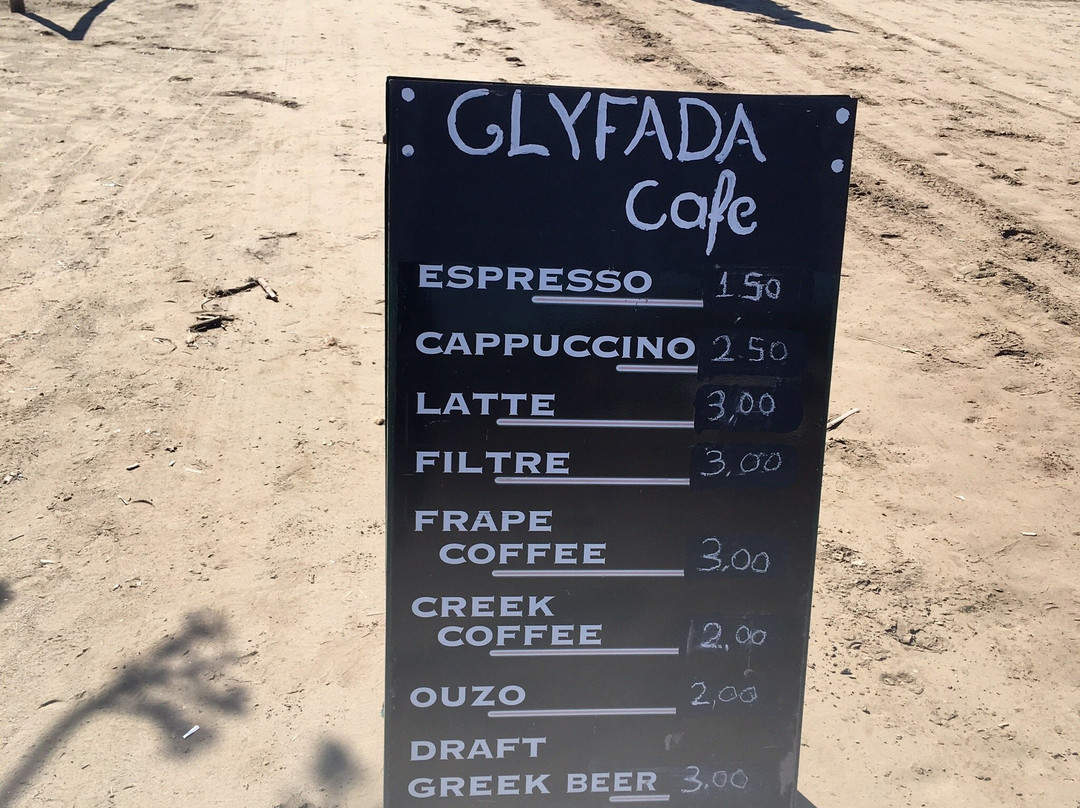 GLYFADA
Cafe
ESPRESSO 1.50
CAPPUCCINO 2.50
LATTE 3,00
FILTRE 3,00
FRAPE
COFFEE 3,00
CREEK
COFFEE 2,00
OUZO 2,00
DRAFT
GREEK BEER 3.00